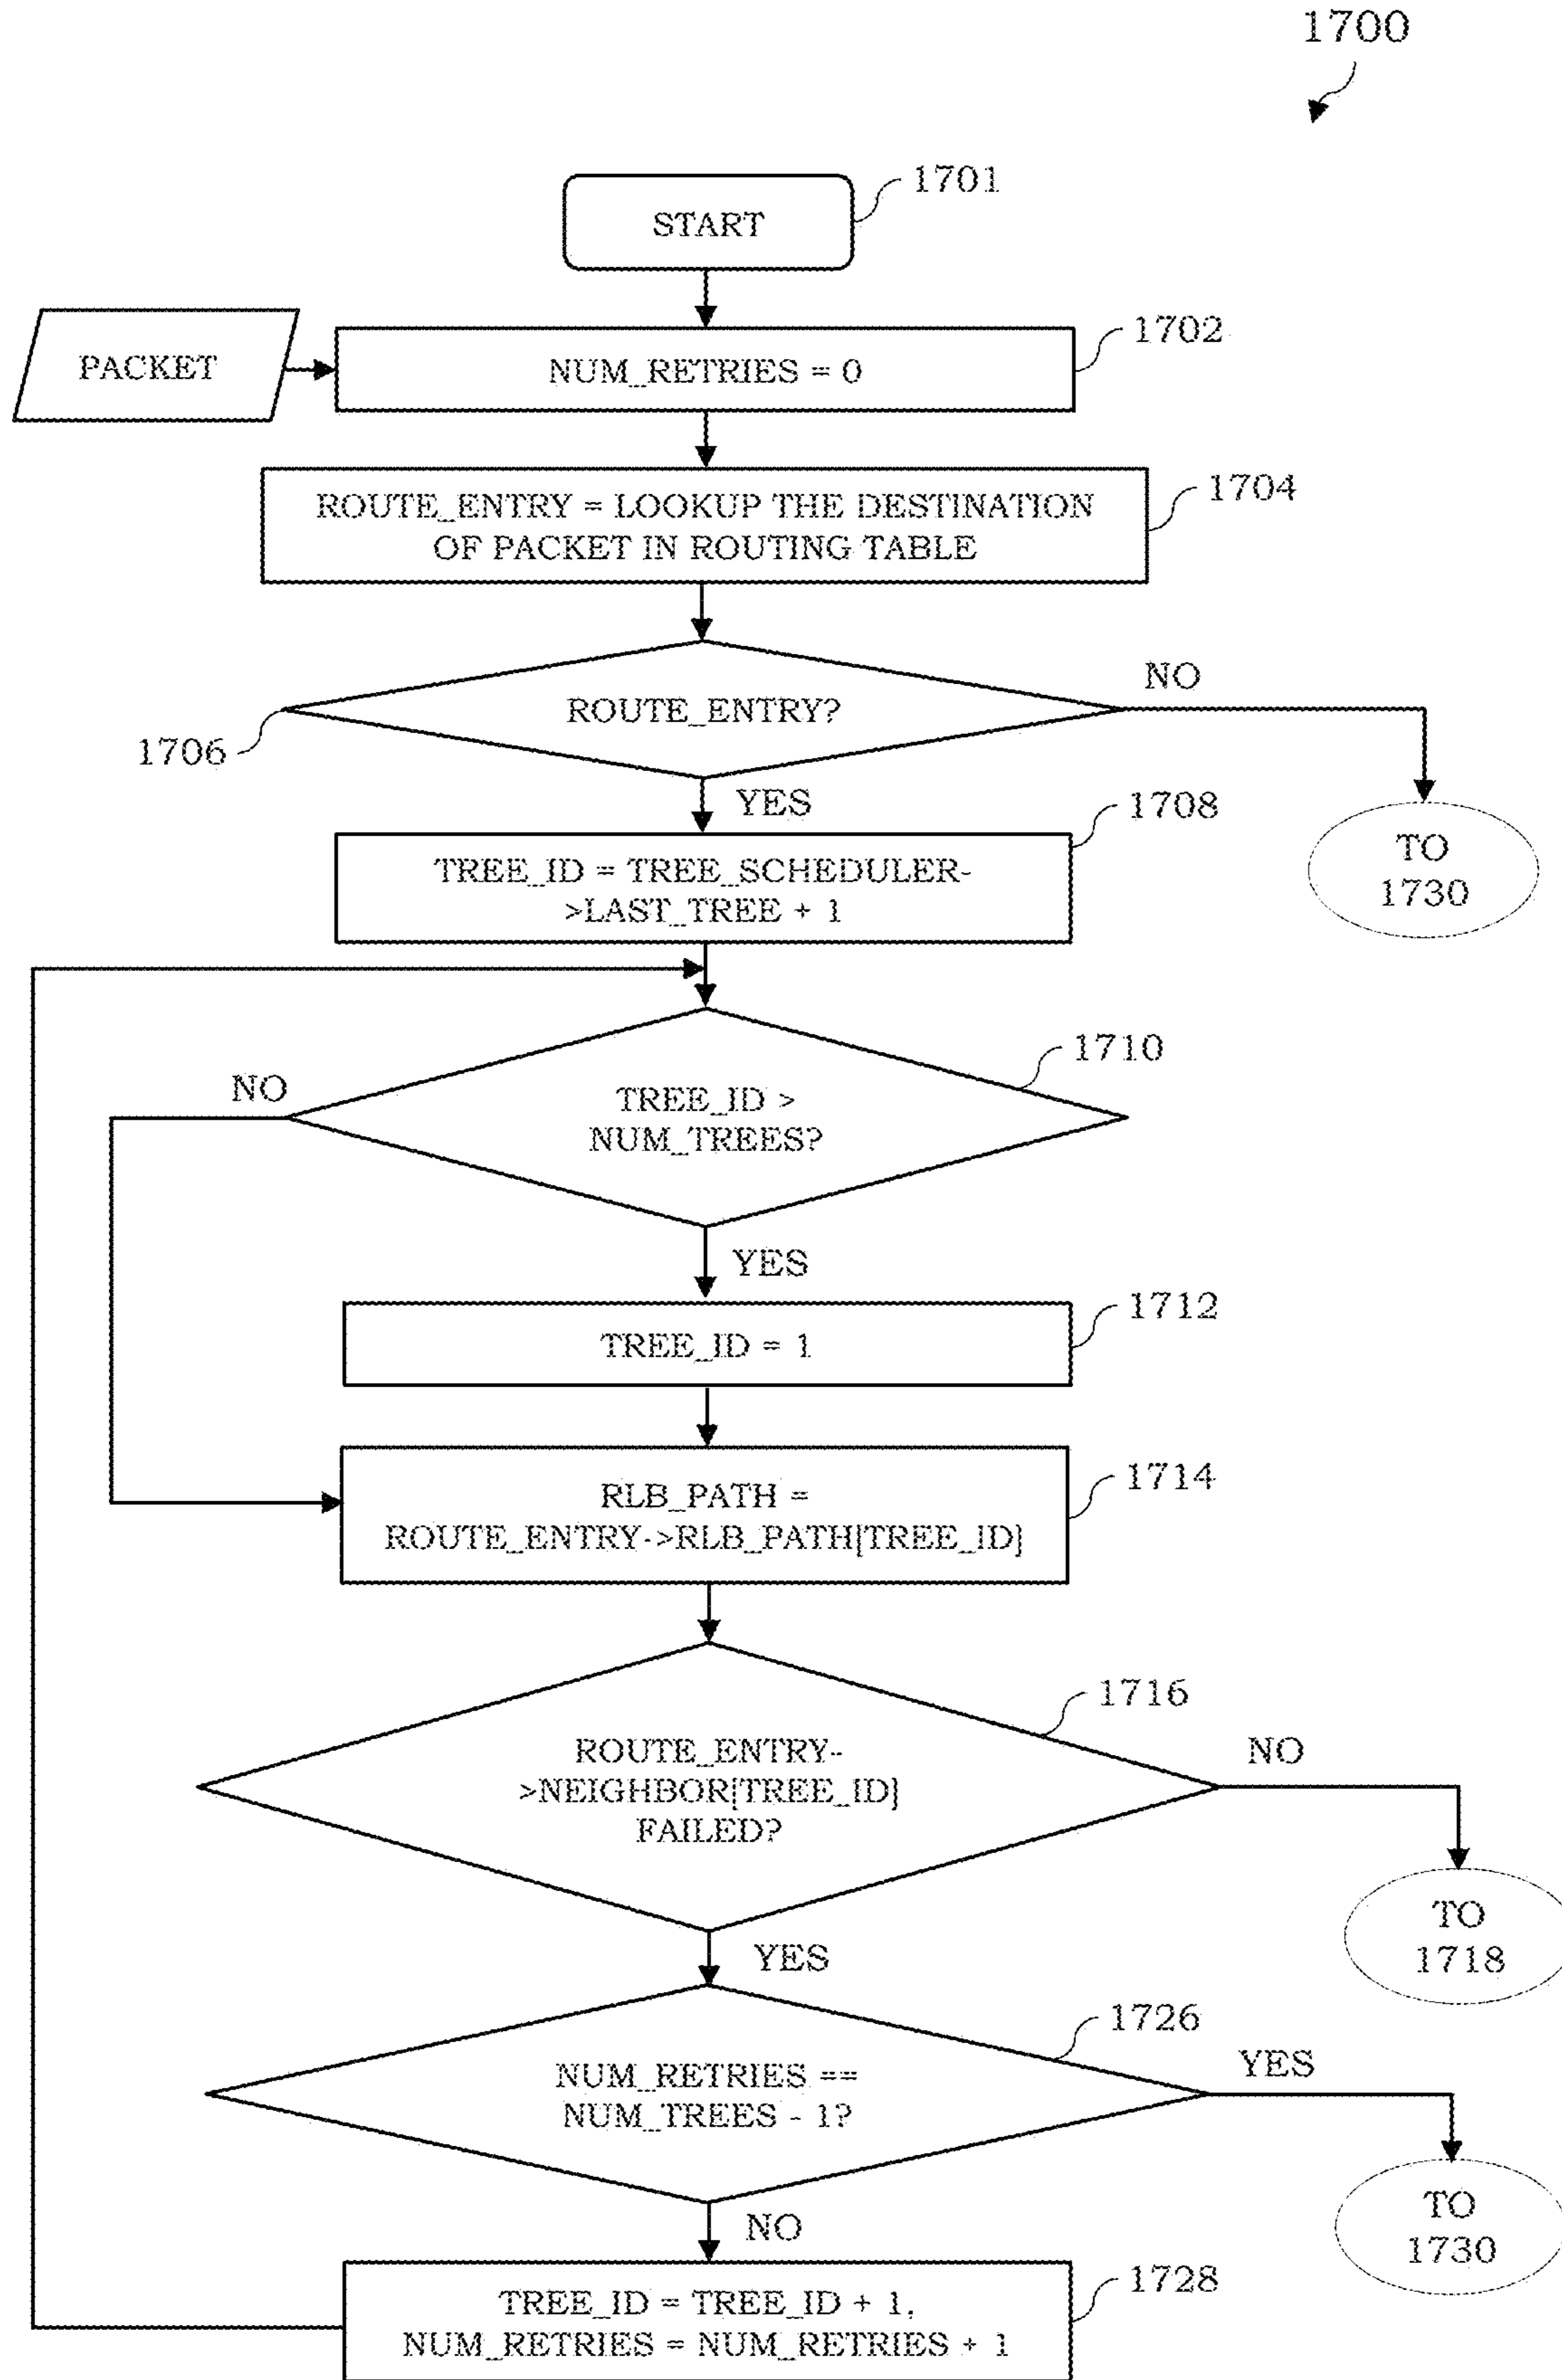 1700
START
1701
PACKET
NUM_RETRIES = 0
1702
ROUTE_ENTRY = LOOKUP THE DESTINATION
OF PACKET IN ROUTING TABLE
1704
ROUTE_ENTRY?
NO
1706
YES
TO
1730
TREE_ID = TREE_SCHEDULER-
>LAST_TREE + 1
1708
TREE_ID >
NUM_TREES?
1710
NO
YES
TREE_ID = 1
1712
RLB_PATH =
ROUTE_ENTRY->RLB_PATH[TREE_ID]
1714
ROUTE_ENTRY-
>NEIGHBOR[TREE_ID]
FAILED?
1716
NO
TO
1718
YES
NUM_RETRIES ==
NUM_TREES - 1?
1726
YES
TO
1730
NO
TREE_ID = TREE_ID + 1,
NUM_RETRIES = NUM_RETRIES + 1
1728